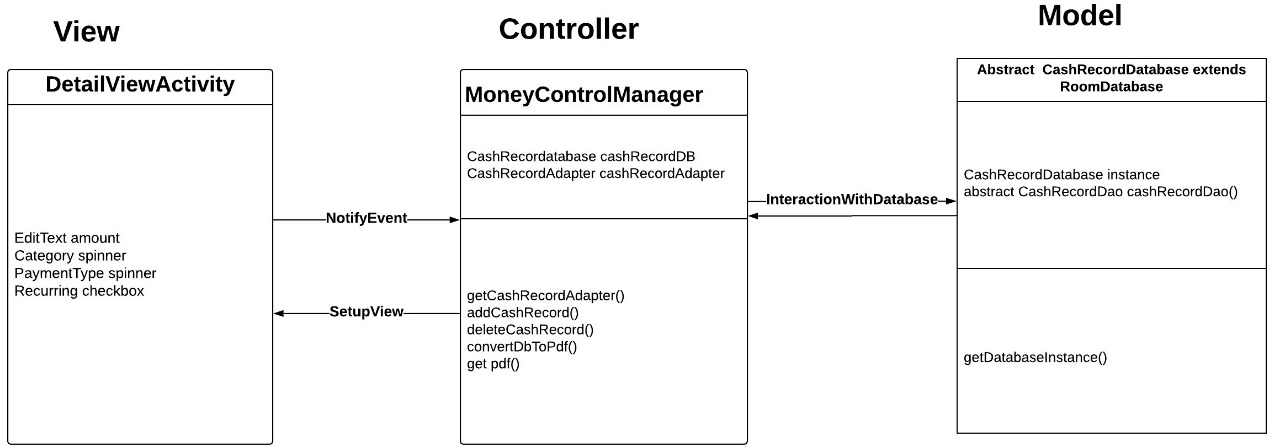 View
Controller
Model
DetailViewActivity
EditText amount
Category spinner
PaymentType spinner
Recurring checkbox
NotifyEvent
SetupView
MoneyControlManager
CashRecordatabase cashRecordDB
CashRecordAdapter cashRecordAdapter
getCashRecordAdapter()
addCashRecord()
deleteCashRecord()
convertDbToPdf()
get pdf()
InteractionWithDatabase
Abstract CashRecordDatabase extends
RoomDatabase
CashRecordDatabase instance
abstract CashRecordDao cashRecordDao()
getDatabaseInstance()